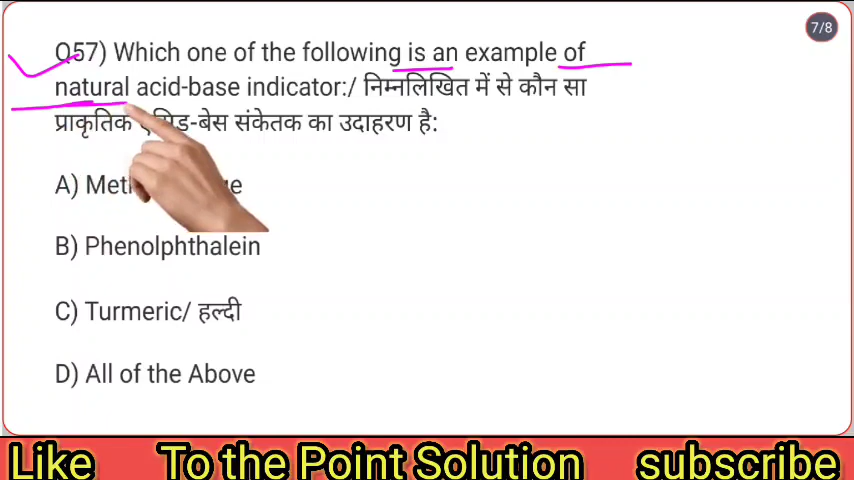 7/8
Q57) Which one of the following is an example of
natural acid-base indicator:/ निम्नलिखित में से कौन सा
प्राकृतिक बेस संकेतक का उदाहरण है:
A)
B) Phenolphthalein
C) Turmeric/ हल्दी
D) All of the Above
Like To the Point Solution subscribe